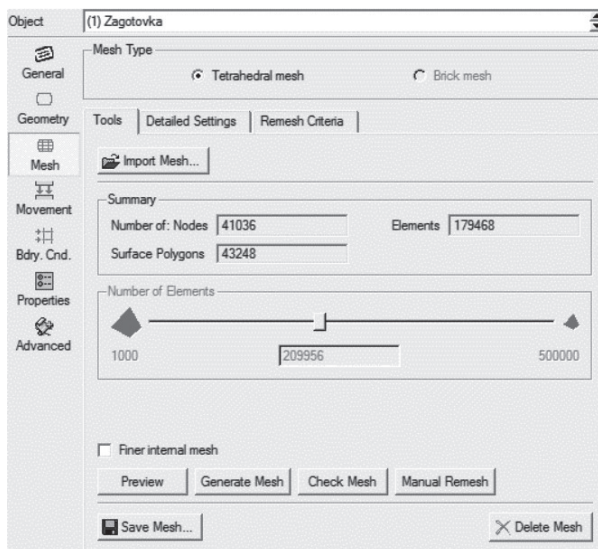 Object (1) Zagotovka
General
Geometry
Mesh
Movement
Bdry. Cnd.
Properties
Advanced
Mesh Type
Tetrahedral mesh Brick mesh
Tools Detailed Settings Remesh Criteria
Import Mesh...
Summary
Number of: Nodes 41036 Elements 179468
Surface Polygons 43248
Number of Elements
1000 209956 500000
Finer internal mesh
Preview Generate Mesh Check Mesh Manual Remesh
Save Mesh... Delete Mesh